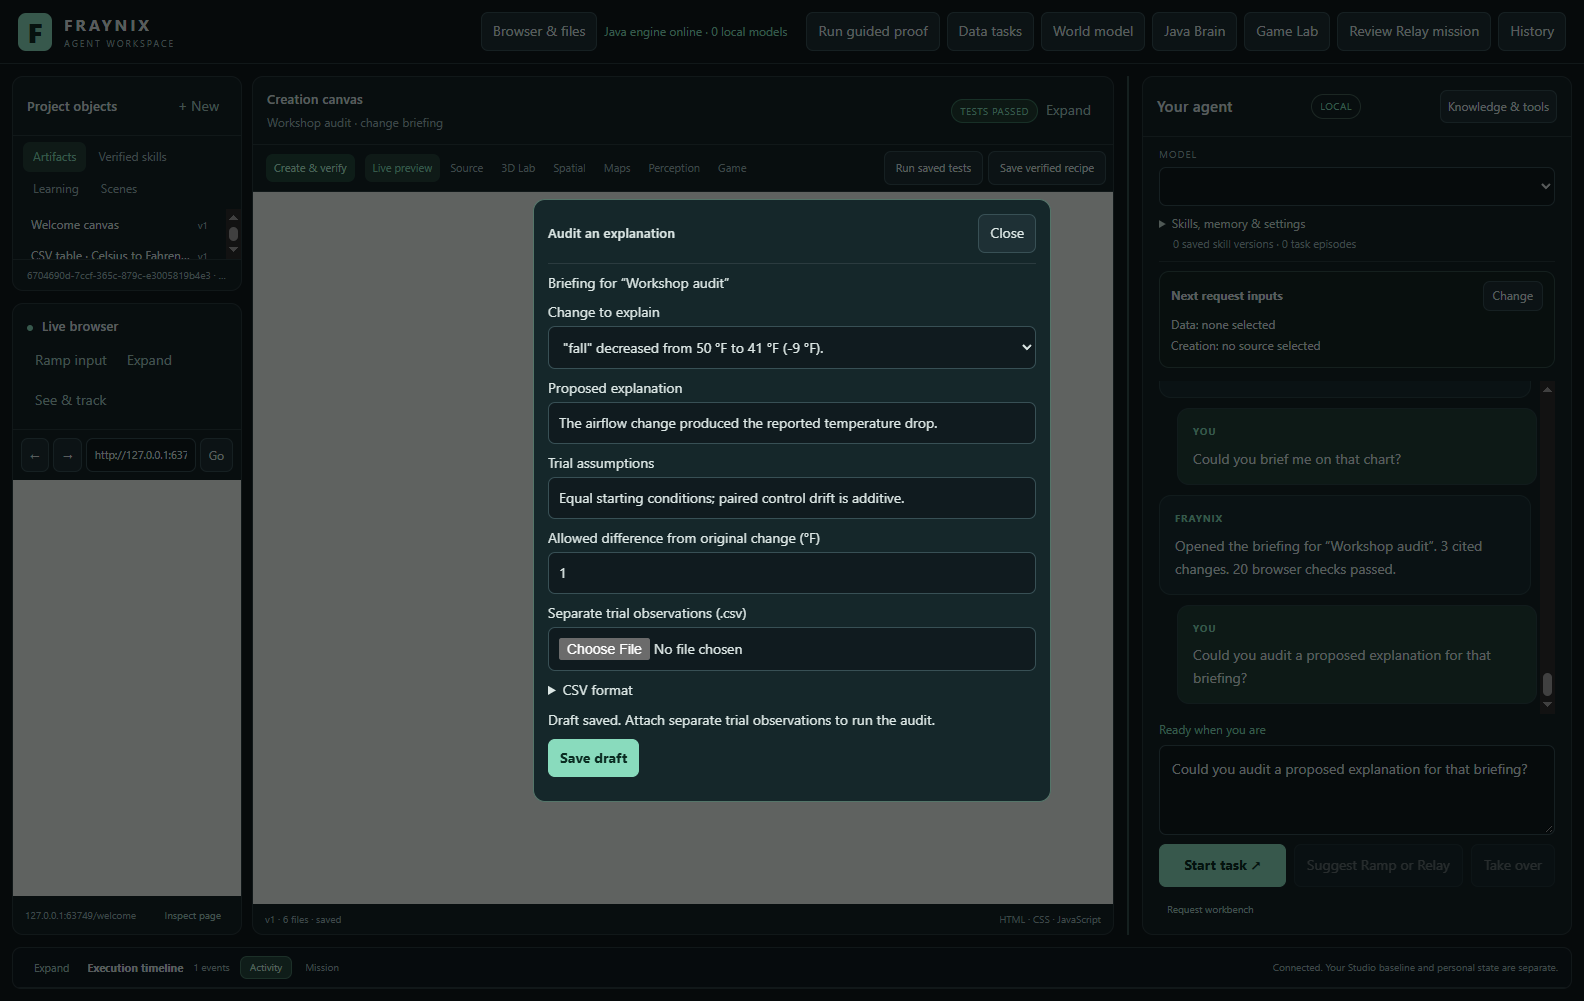 F FRAYNIX
AGENT WORKSPACE
Browser & files
Java engine online · 0 local models
Run guided proof
Data tasks
World model
Java Brain
Game Lab
Review Relay mission
History
Project objects
+ New
Artifacts
Verified skills
Learning
Scenes
Welcome canvas v1
CSV table · Celsius to Fahren... v1
6704690d-7ccf-365c-879c-e3005819b4e3 · ...
Live browser
Ramp input
Expand
See & track
← → http://127.0.0.1:637 Go
127.0.0.1:63749/welcome
Inspect page
Creation canvas
Workshop audit · change briefing
TESTS PASSED
Expand
Create & verify
Live preview
Source
3D Lab
Spatial
Maps
Perception
Game
Run saved tests
Save verified recipe
Audit an explanation
Close
Briefing for “Workshop audit”
Change to explain
"fall" decreased from 50 °F to 41 °F (-9 °F).
Proposed explanation
The airflow change produced the reported temperature drop.
Trial assumptions
Equal starting conditions; paired control drift is additive.
Allowed difference from original change (°F)
1
Separate trial observations (.csv)
Choose File No file chosen
CSV format
Draft saved. Attach separate trial observations to run the audit.
Save draft
v1 · 6 files · saved
HTML · CSS · JavaScript
Your agent
LOCAL
Knowledge & tools
MODEL
Skills, memory & settings
0 saved skill versions · 0 task episodes
Next request inputs
Change
Data: none selected
Creation: no source selected
YOU
Could you brief me on that chart?
FRAYNIX
Opened the briefing for “Workshop audit”. 3 cited
changes. 20 browser checks passed.
YOU
Could you audit a proposed explanation for that
briefing?
Ready when you are
Could you audit a proposed explanation for that briefing?
Start task ↗
Suggest Ramp or Relay
Take over
Request workbench
Expand
Execution timeline
1 events
Activity
Mission
Connected. Your Studio baseline and personal state are separate.